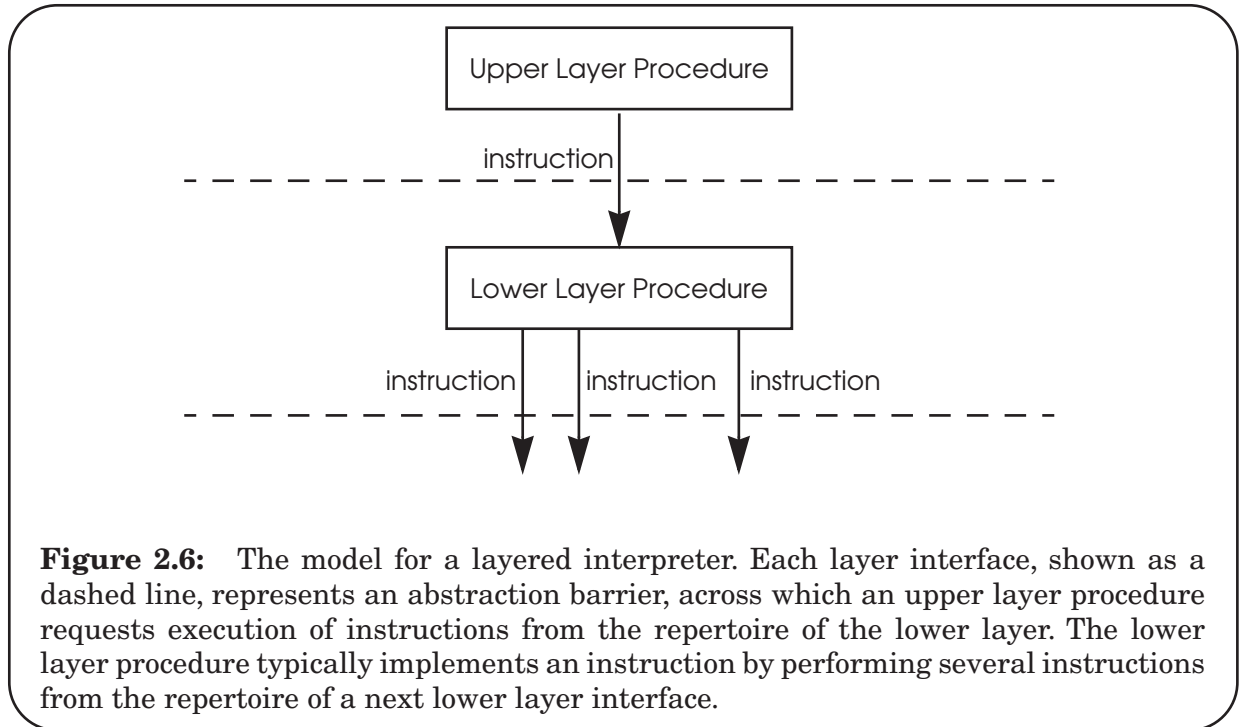 Upper Layer Procedure
instruction
Lower Layer Procedure
instruction instruction instruction
Figure 2.6: The model for a layered interpreter. Each layer interface, shown as a
dashed line, represents an abstraction barrier, across which an upper layer procedure
requests execution of instructions from the repertoire of the lower layer. The lower
layer procedure typically implements an instruction by performing several instructions
from the repertoire of a next lower layer interface.